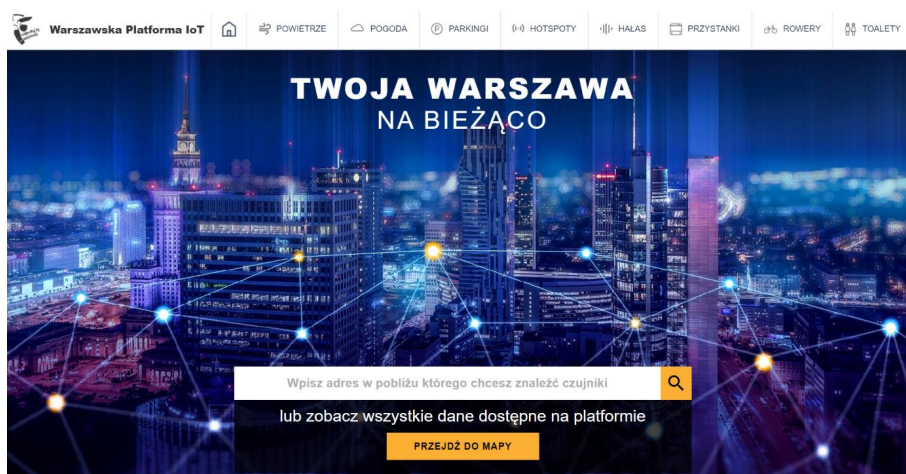 Warszawska Platforma IoT
POWIETRZE
POGODA
PARKINGI
HOTSPOTY
HAŁAS
PRZYSTANKI
ROWERY
TOALETY
TWOJA WARSZAWA
NA BIEŻĄCO
Wpisz adres w pobliżu którego chcesz znaleźć czujniki
lub zobacz wszystkie dane dostępne na platformie
PRZEJDŹ DO MAPY